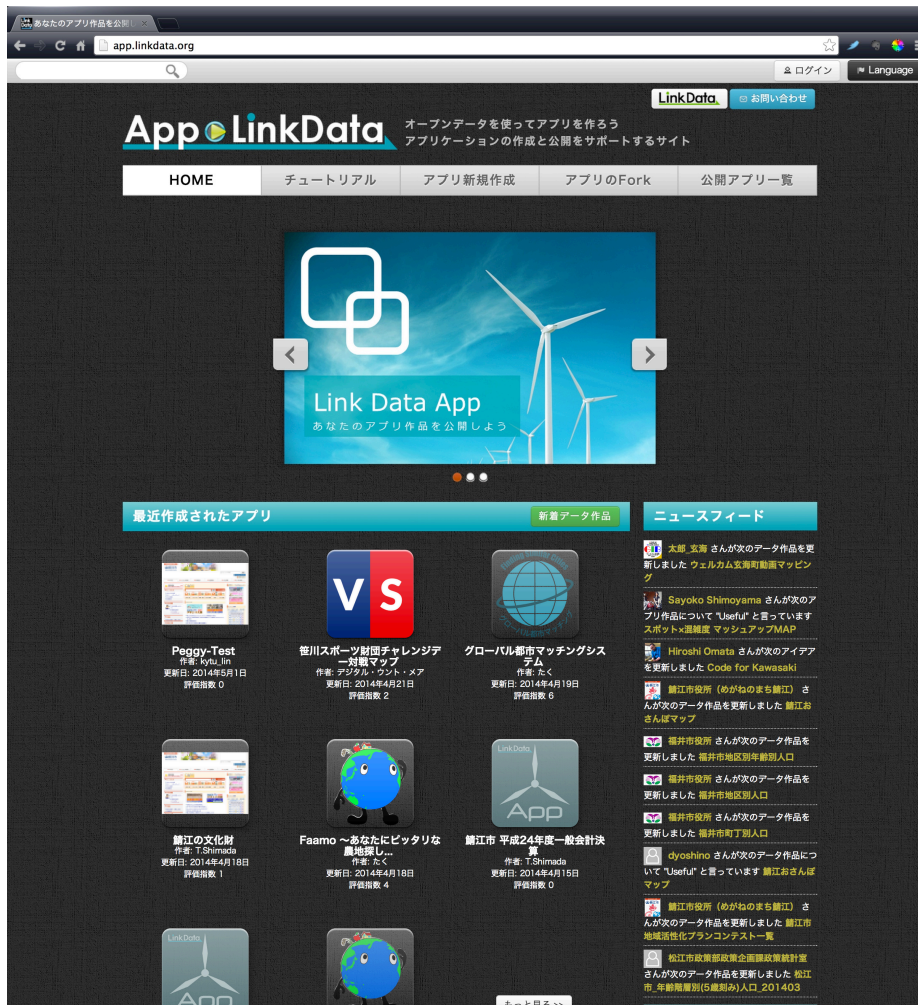 あなたのアプリ作品を公開し
app.linkdata.org
ログイン
Language
LinkData
お問い合わせ
App LinkData
オープンデータを使ってアプリを作ろう
アプリケーションの作成と公開をサポートするサイト
HOME
チュートリアル
アプリ新規作成
アプリのFork
公開アプリ一覧
Link Data App
あなたのアプリ作品を公開しよう
最近作成されたアプリ
新着データ作品
Peggy-Test
作者: kytu_lin
更新日: 2014年5月1日
評価指数 0
VS
笹川スポーツ財団チャレンジデ
ー対戦マップ
作者: デジタル・ウント・メア
更新日: 2014年4月21日
評価指数 2
グローバル都市マッチングシス
テム
作者: たく
更新日: 2014年4月19日
評価指数 6
鯖江の文化財
作者: T.Shimada
更新日: 2014年4月18日
評価指数 1
Faamo ～あなたにピッタリな
農地探し...
作者: たく
更新日: 2014年4月18日
評価指数 4
LinkData
App
鯖江市 平成24年度一般会計決
算
作者: T.Shimada
更新日: 2014年4月15日
評価指数 0
LinkData
App
もっと見る >>
ニュースフィード
太郎_玄海 さんが次のデータ作品を更
新しました ウェルカム玄海町動画マッピン
グ
Sayoko Shimoyama さんが次のア
プリ作品について "Useful" と言っています
スポット×混雑度 マッシュアップMAP
Hiroshi Omata さんが次のアイデア
を更新しました Code for Kawasaki
鯖江市役所（めがねのまち鯖江） さ
んが次のデータ作品を更新しました 鯖江お
さんぽマップ
福井市役所 さんが次のデータ作品を
更新しました 福井市地区別年齢別人口
福井市役所 さんが次のデータ作品を
更新しました 福井市地区別人口
福井市役所 さんが次のデータ作品を
更新しました 福井市町丁別人口
dyoshino さんが次のデータ作品につ
いて "Useful" と言っています 鯖江おさんぽ
マップ
鯖江市役所（めがねのまち鯖江） さ
んが次のデータ作品を更新しました 鯖江市
地域活性化プランコンテスト一覧
松江市政策部政策企画課政策統計室
さんが次のデータ作品を更新しました 松江
市_年齢階層別(5歳刻み)人口_201403